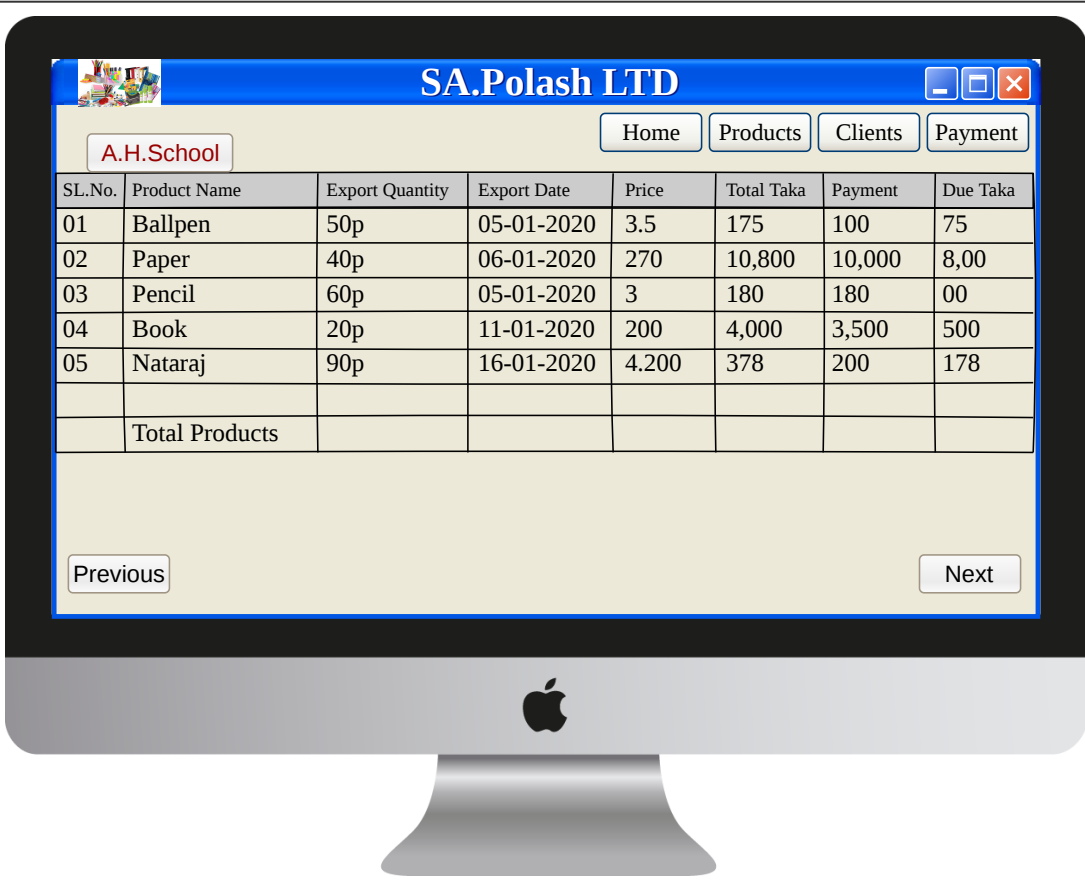 SA.Polash LTD
Home Products Clients Payment
A.H.School
SL.No. Product Name Export Quantity Export Date Price Total Taka Payment Due Taka
01 Ballpen 50p 05-01-2020 3.5 175 100 75
02 Paper 40p 06-01-2020 270 10,800 10,000 8,00
03 Pencil 60p 05-01-2020 3 180 180 00
04 Book 20p 11-01-2020 200 4,000 3,500 500
05 Nataraj 90p 16-01-2020 4.200 378 200 178
Total Products
Previous Next